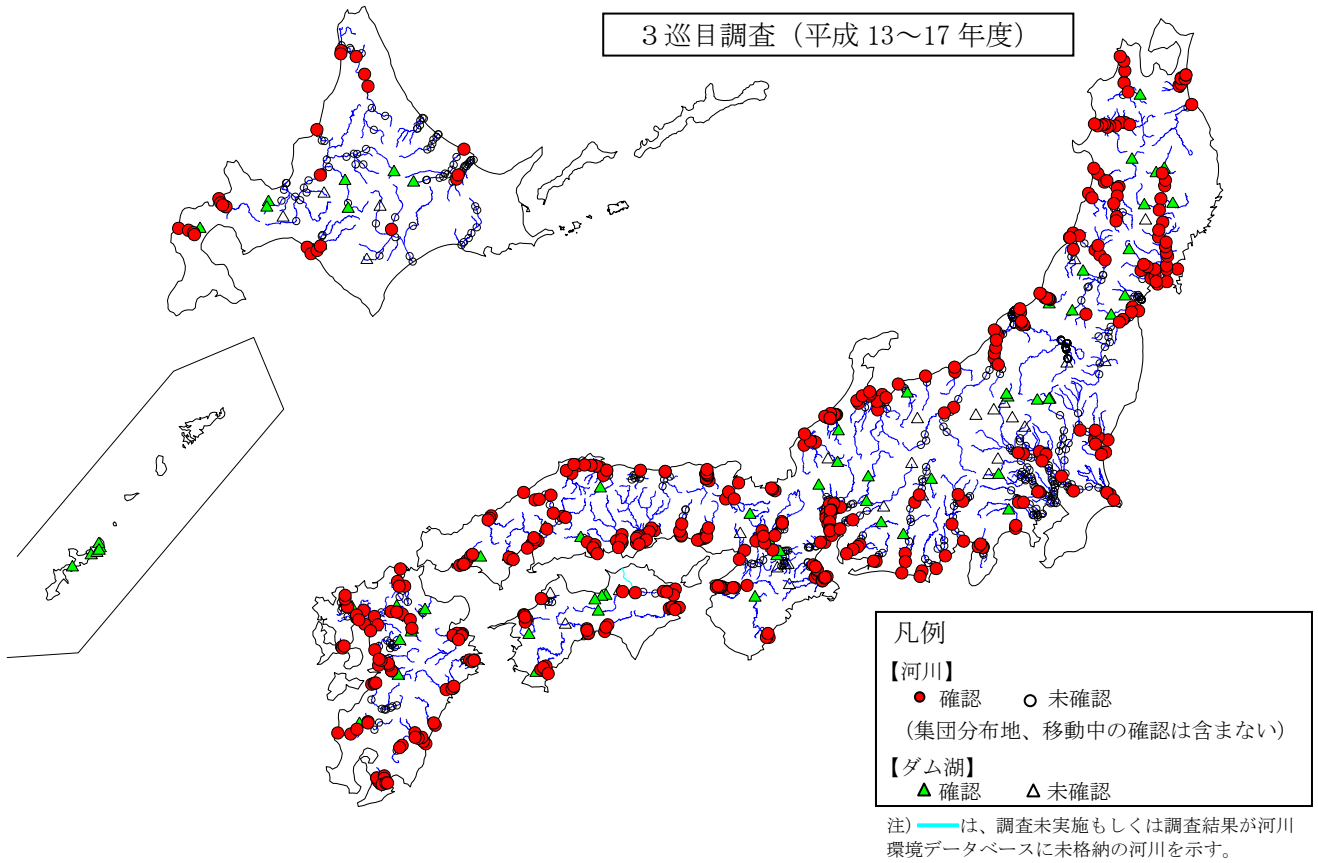 3巡目調査（平成 13～17 年度）
凡例
【河川】
確認 未確認
（集団分布地、移動中の確認は含まない）
【ダム湖】
確認 未確認
注） は、調査未実施もしくは調査結果が河川
環境データベースに未格納の河川を示す。